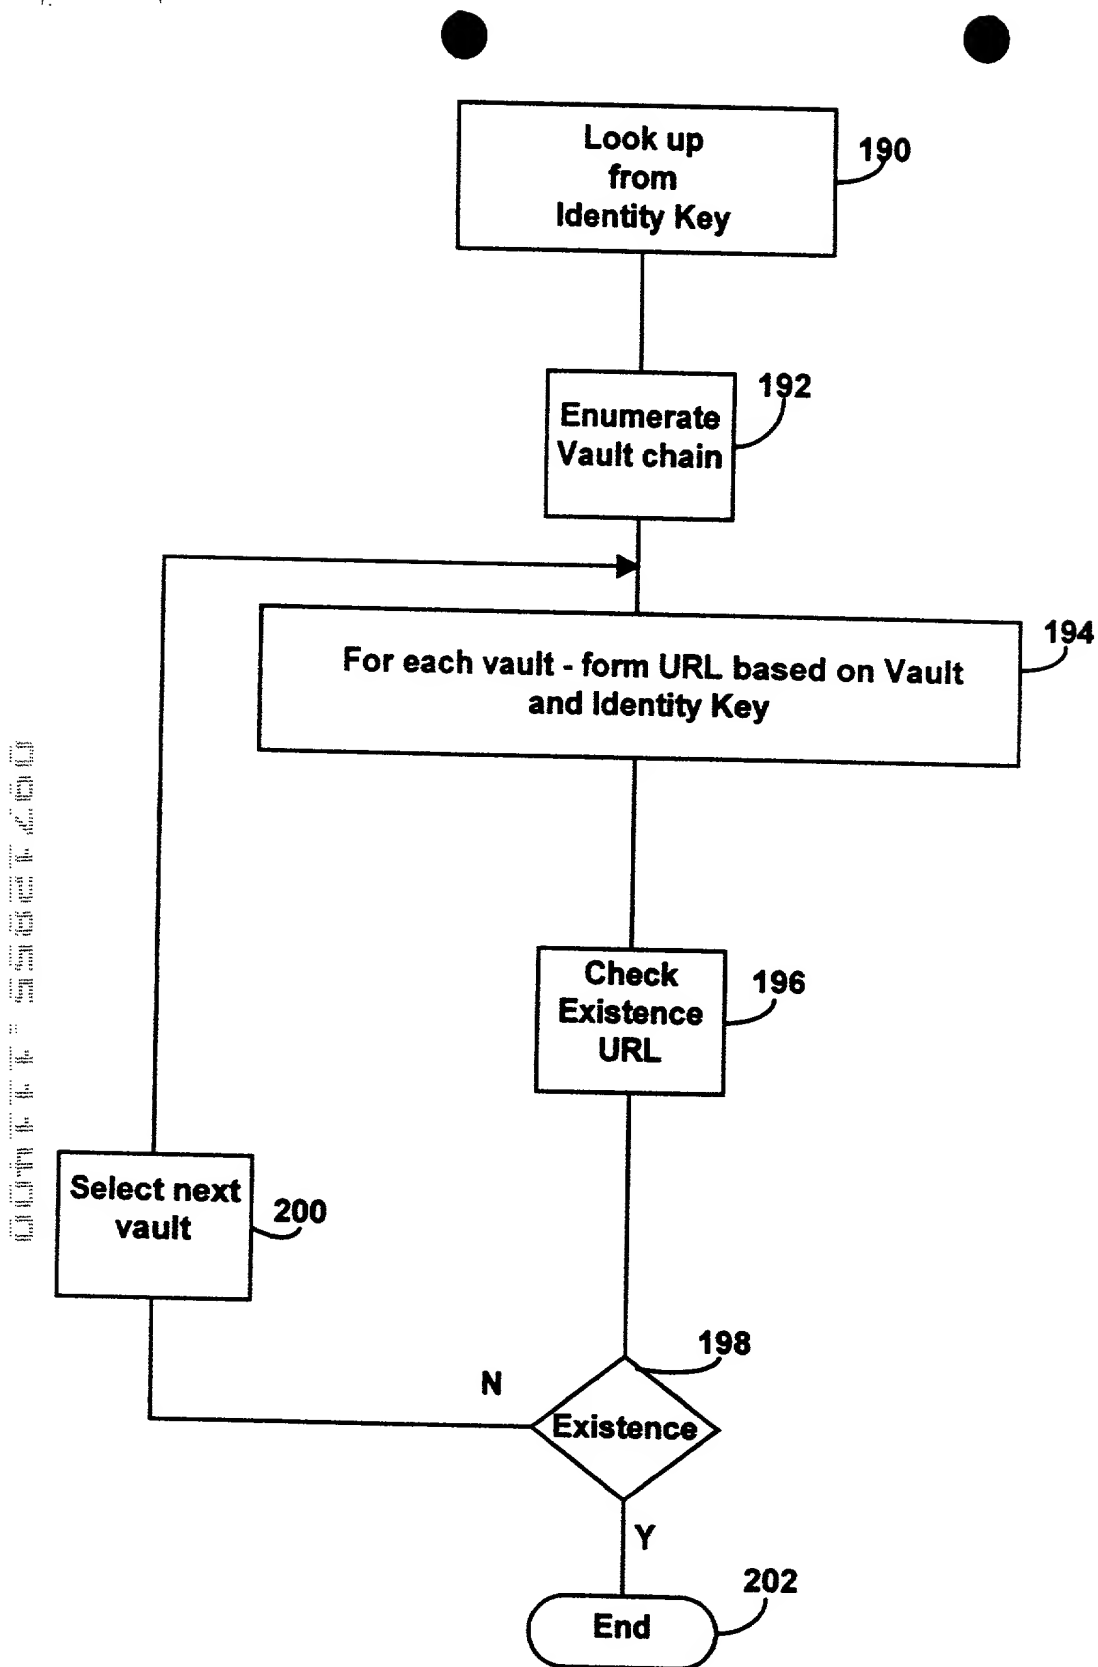 Look up
from
Identity Key
190
Enumerate
Vault chain
192
For each vault - form URL based on Vault
and Identity Key
194
Check
Existence
URL
196
Select next
vault
200
198
N
Existence
Y
End
202